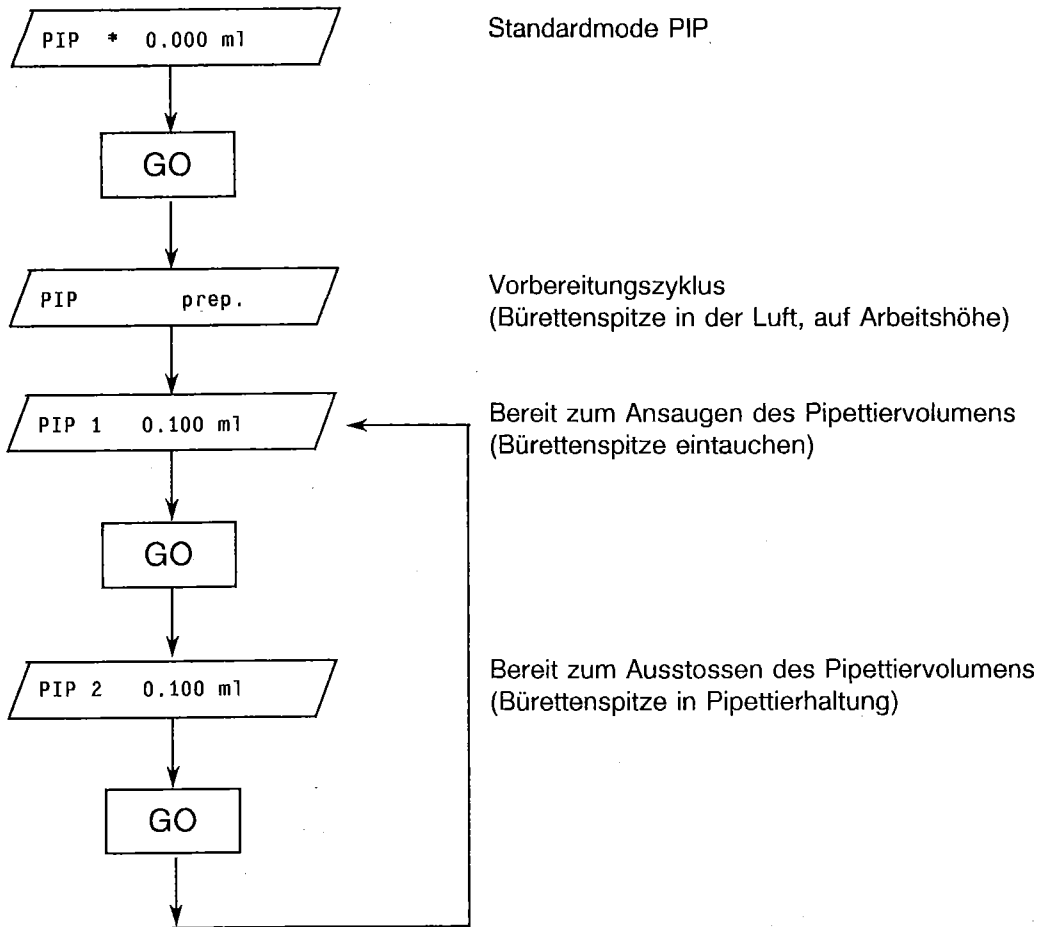 PIP * 0.000 ml
Standardmode PIP
GO
PIP prep.
Vorbereitungszyklus
(Bürettenspitze in der Luft, auf Arbeitshöhe)
PIP 1 0.100 ml
Bereit zum Ansaugen des Pipettiervolumens
(Bürettenspitze eintauchen)
GO
PIP 2 0.100 ml
Bereit zum Ausstossen des Pipettiervolumens
(Bürettenspitze in Pipettierhaltung)
GO